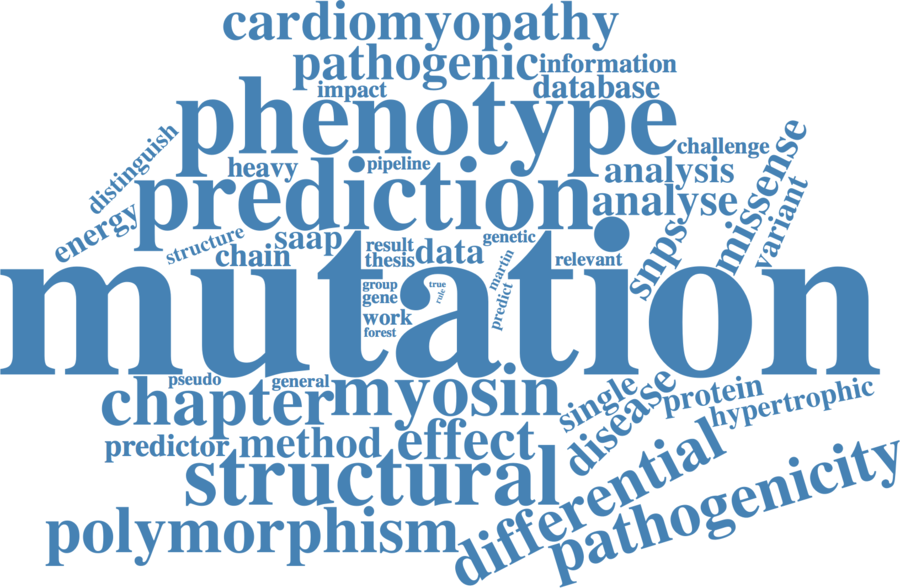 cardiomyopathy
pathogenic
information
impact
database
phenotype
distinguish
heavy
pipeline
challenge
prediction
analysis
missense
energy
analyse
variant
structure
chain
saap
result
thesis
data
genetic
relevant
snps
mutation
group
gene
true
role
martin
predict
work
forest
pseudo
general
chapter
myosin
single
disease
protein
hypertrophic
predictor
method
effect
structural
differential
pathogenicity
polymorphism